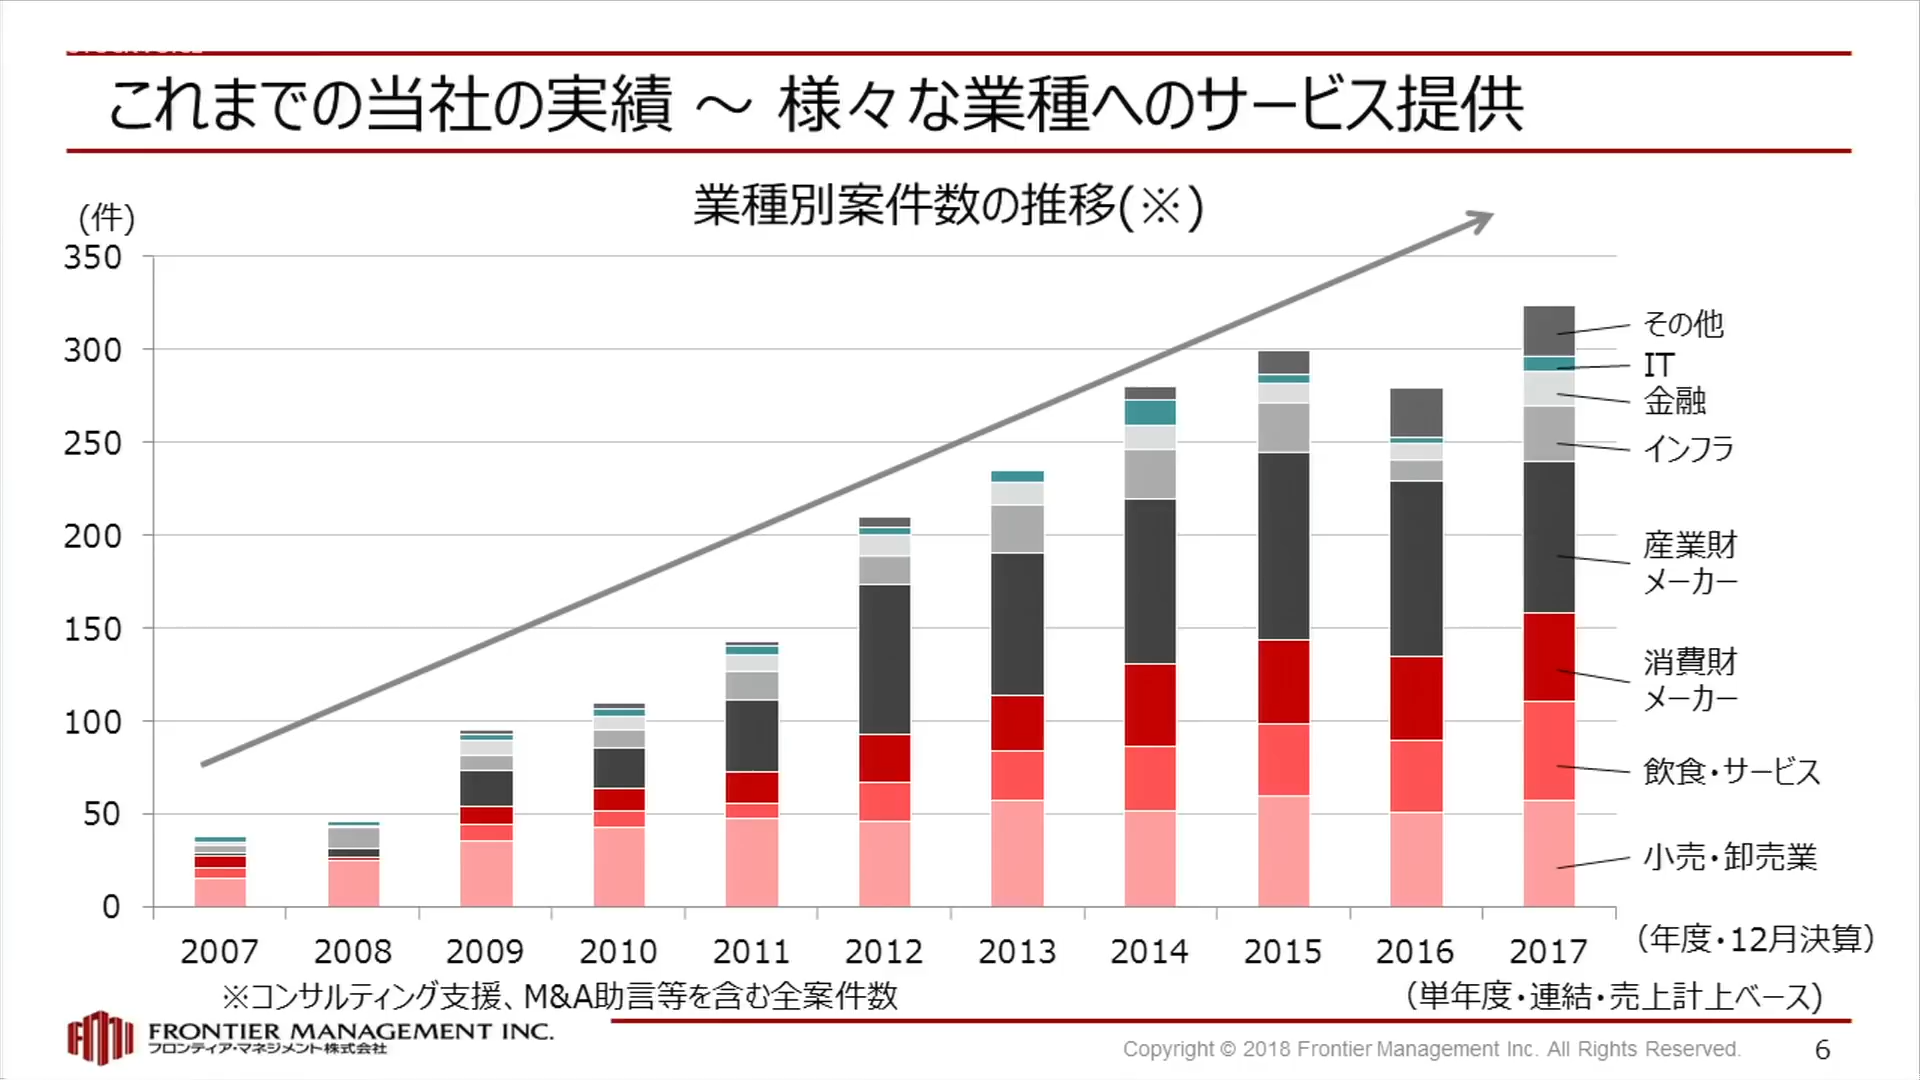 これまでの当社の実績 ～ 様々な業種へのサービス提供
業種別案件数の推移(※)
(件)
350
300
250
200
150
100
50
0
その他
IT
金融
インフラ
産業財
メーカー
消費財
メーカー
飲食・サービス
小売・卸売業
2007 2008 2009 2010 2011 2012 2013 2014 2015 2016 2017
（年度・12月決算）
※コンサルティング支援、M&A助言等を含む全案件数
（単年度・連結・売上計上ベース)
FRONTIER MANAGEMENT INC.
フロンティア・マネジメント株式会社
Copyright © 2018 Frontier Management Inc. All Rights Reserved.
6